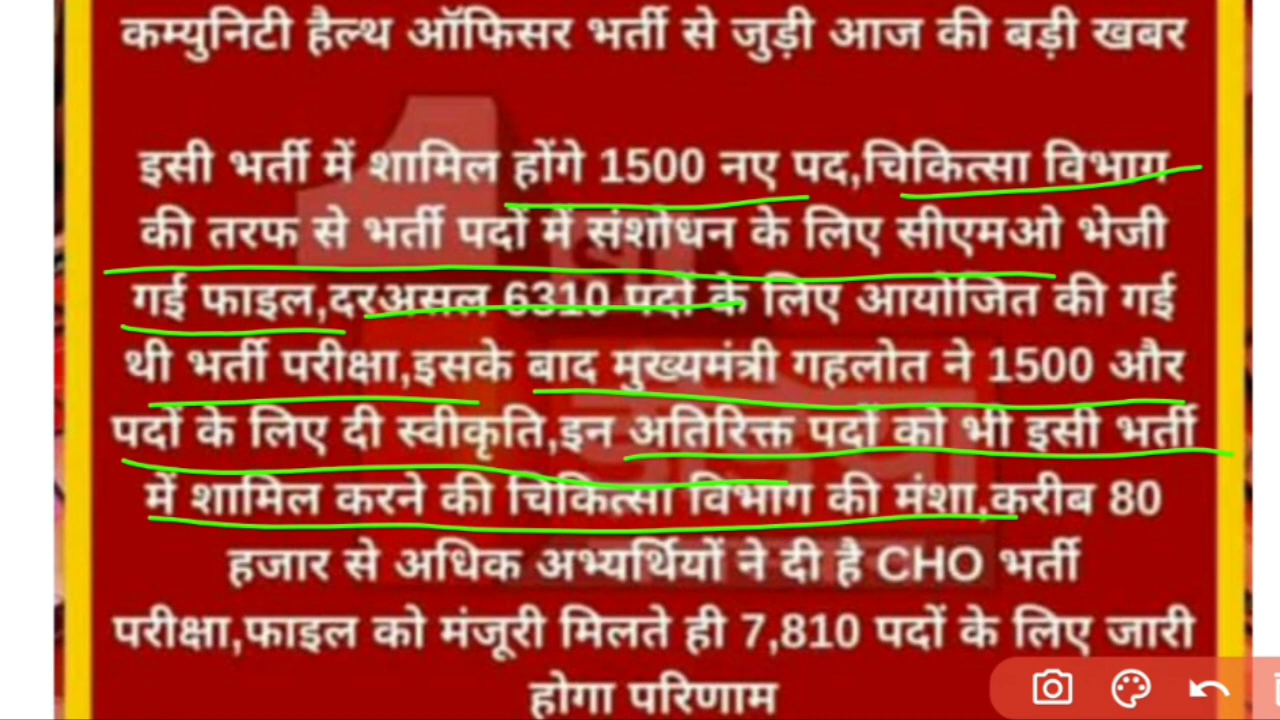 कम्युनिटी हैल्थ ऑफिसर भर्ती से जुड़ी आज की बड़ी खबर
इसी भर्ती में शामिल होंगे 1500 नए पद,चिकित्सा विभाग
की तरफ से भर्ती पदों में संशोधन के लिए सीएमओ भेजी
गई फाइल,दरअसल 6310 पदों के लिए आयोजित की गई
थी भर्ती परीक्षा,इसके बाद मुख्यमंत्री गहलोत ने 1500 और
पदों के लिए दी स्वीकृति,इन अतिरिक्त पदों को भी इसी भर्ती
में शामिल करने की चिकित्सा विभाग की मंशा,करीब 80
हजार से अधिक अभ्यर्थियों ने दी है CHO भर्ती
परीक्षा,फाइल को मंजूरी मिलते ही 7,810 पदों के लिए जारी
होगा परिणाम